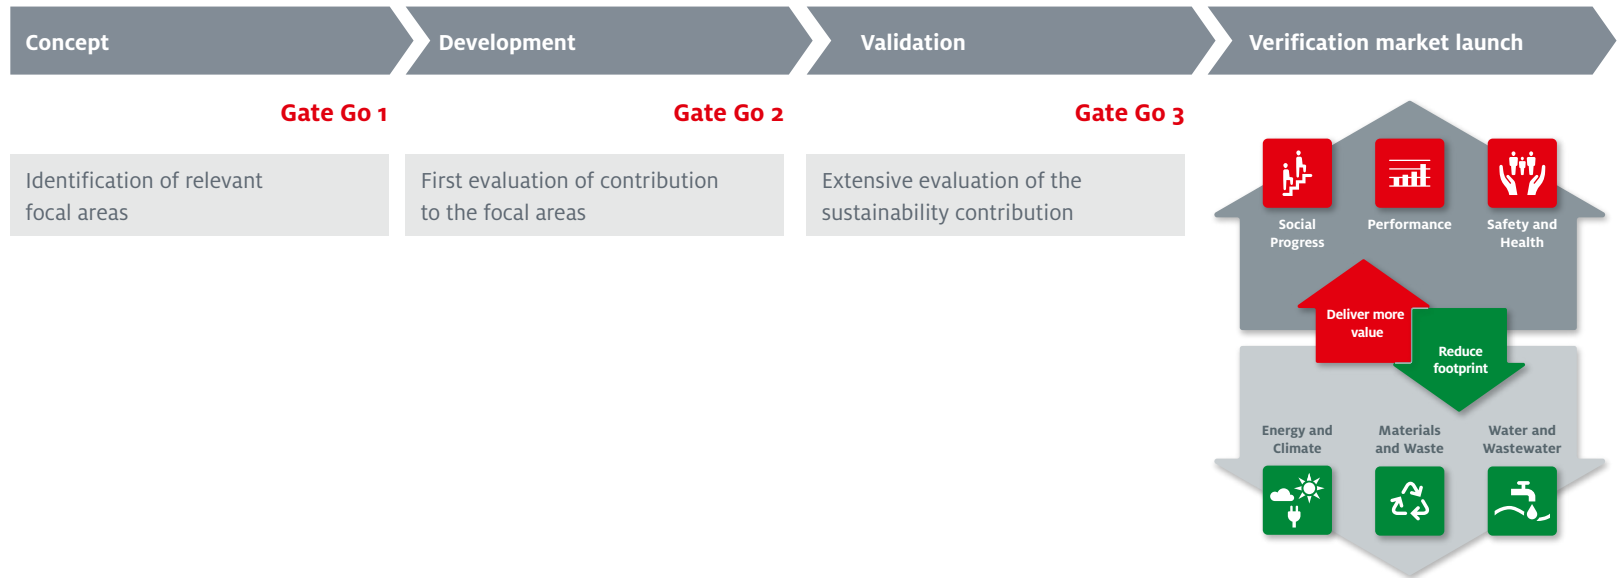 Concept
Development
Validation
Verification market launch
Gate Go 1
Gate Go 2
Gate Go 3
Identification of relevant
focal areas
First evaluation of contribution
to the focal areas
Extensive evaluation of the
sustainability contribution
Social
Progress
Performance
Safety and
Health
Deliver more
value
Reduce
footprint
Energy and
Climate
Materials
and Waste
Water and
Wastewater